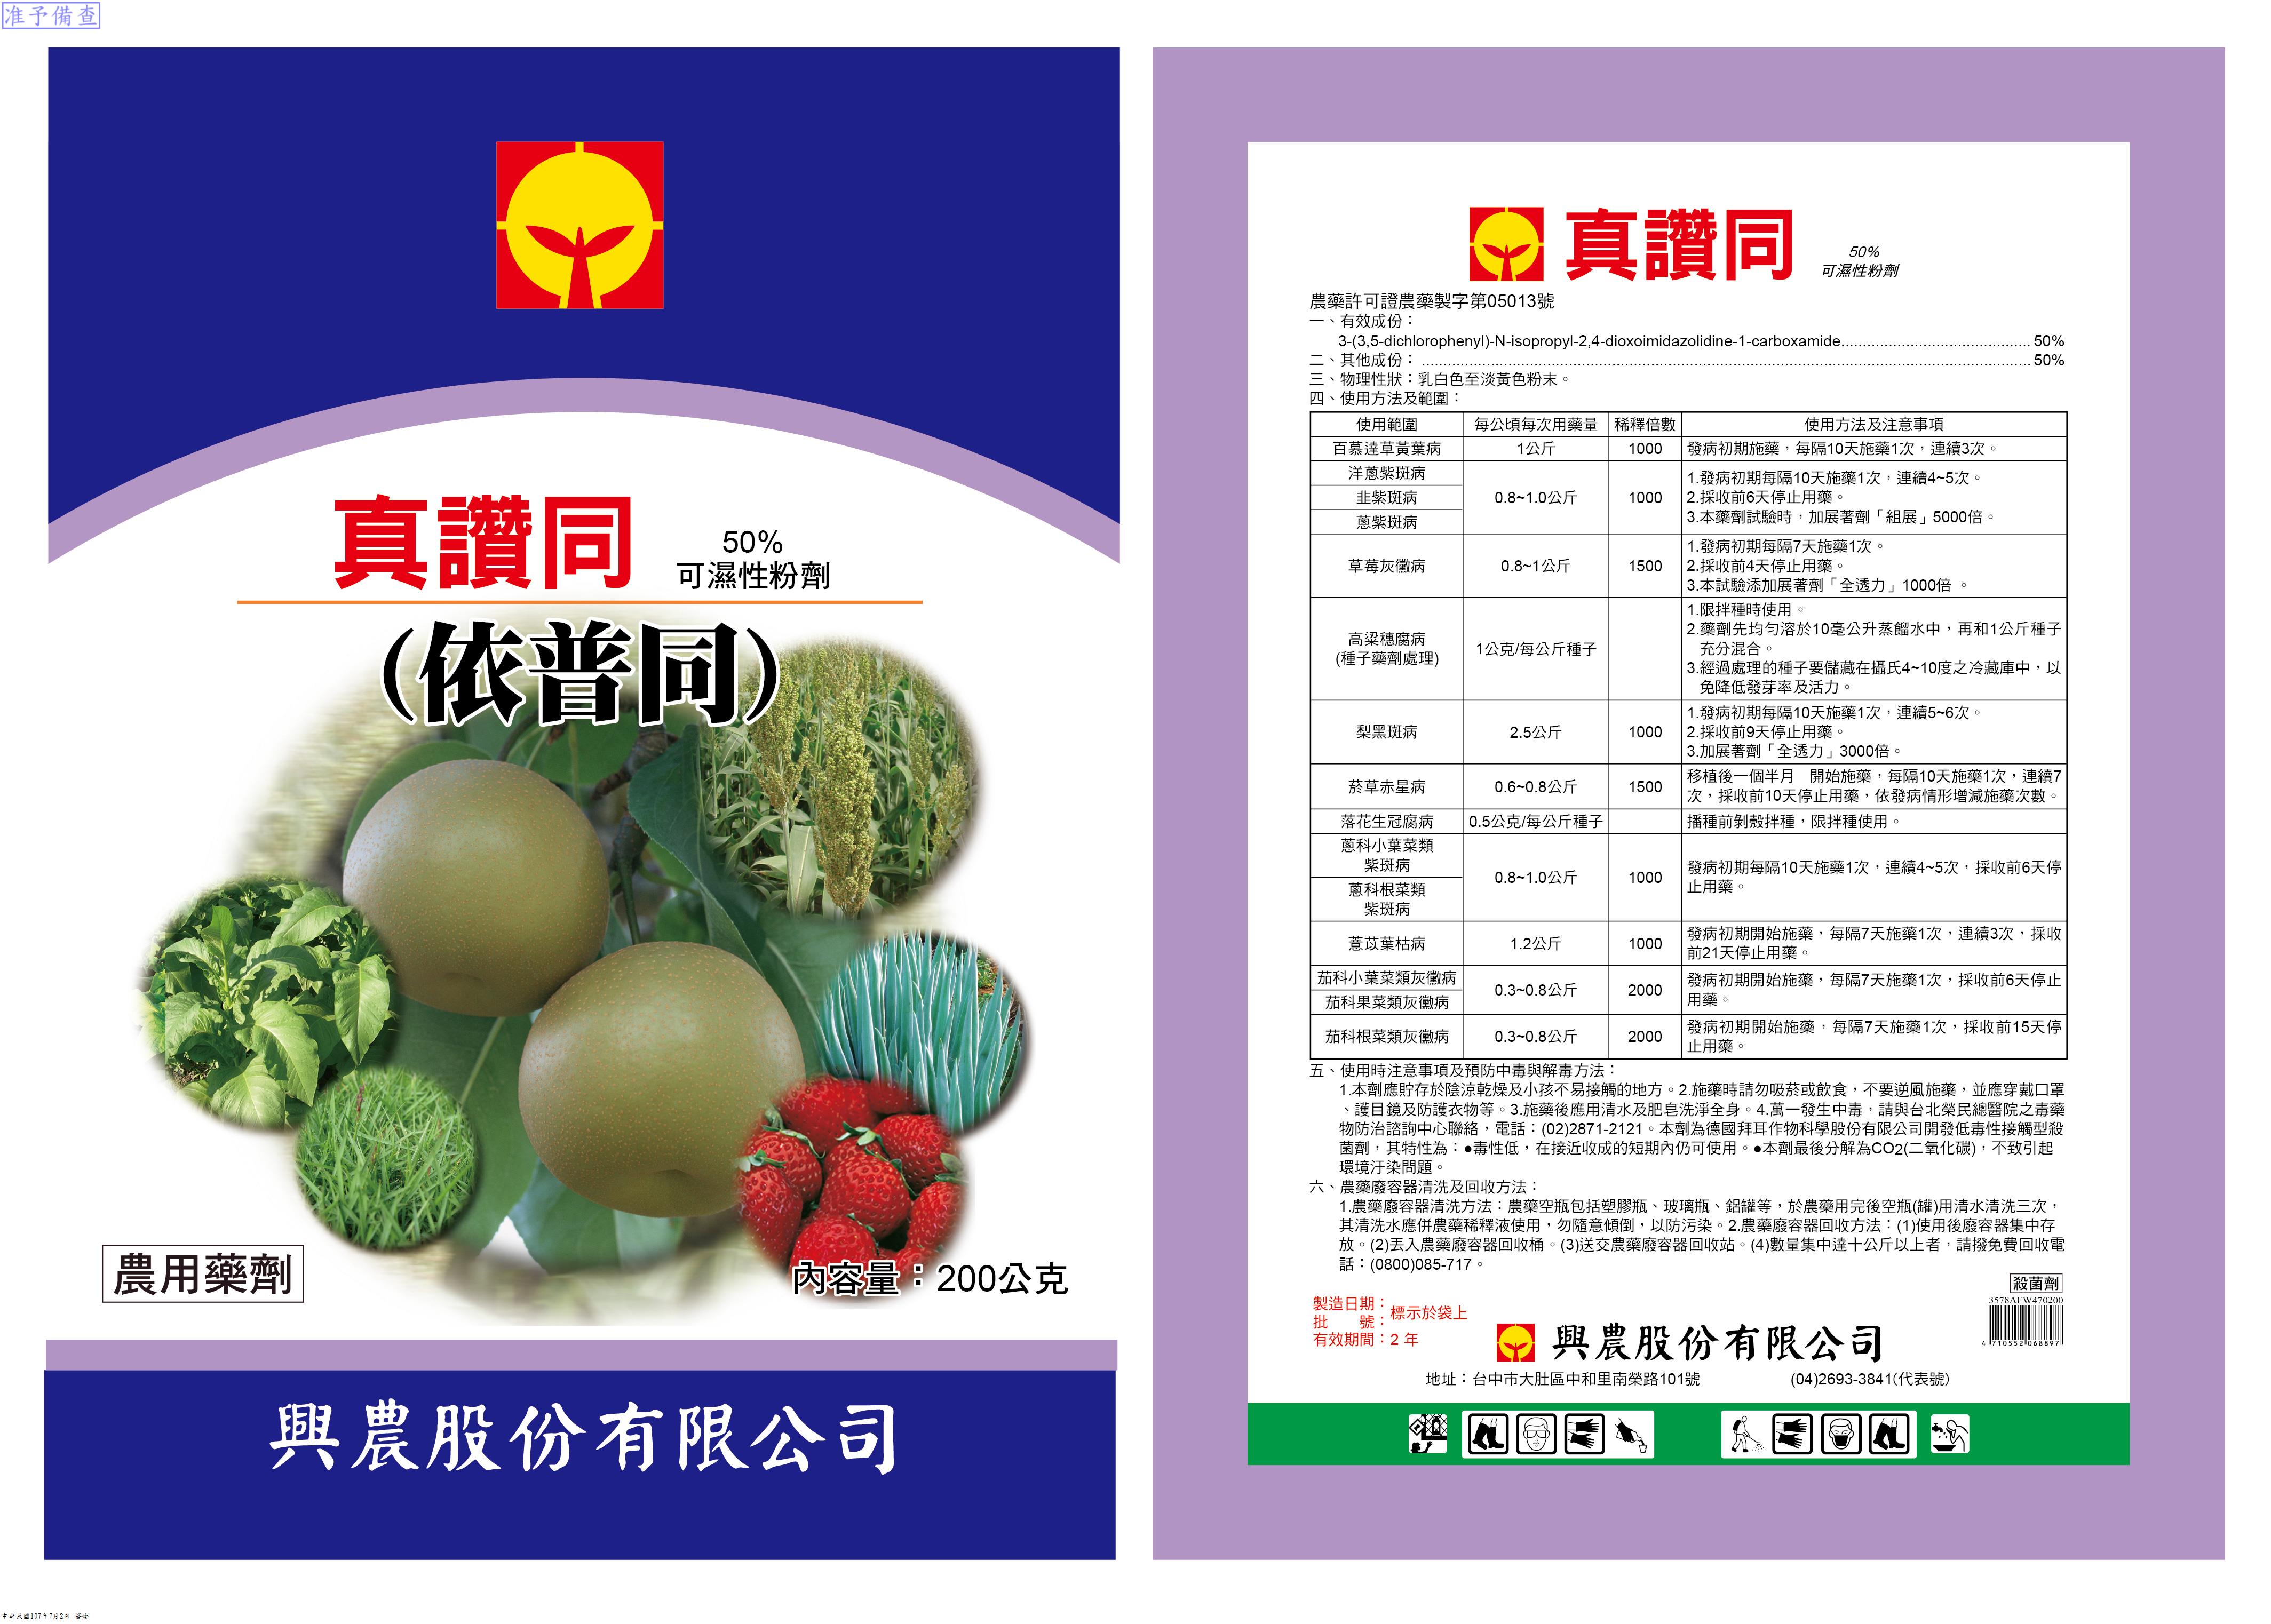 准予備查
真讚同
50%
可濕性粉劑
(依普同)
農用藥劑
內容量：200公克
興農股份有限公司
真讚同
50%
可濕性粉劑
農藥許可證農藥製字第05013號
一、有效成份：
3-(3,5-dichlorophenyl)-N-isopropyl-2,4-dioxoimidazolidine-1-carboxamide............................................ 50%
二、其他成份： ............................................................................................................................................. 50%
三、物理性狀：乳白色至淡黃色粉末。
四、使用方法及範圍：
使用範圍 每公頃每次用藥量 稀釋倍數 使用方法及注意事項
百慕達草黃葉病 1公斤 1000 發病初期施藥，每隔10天施藥1次，連續3次。
洋蔥紫斑病
韭紫斑病
蔥紫斑病
0.8~1.0公斤 1000
1.發病初期每隔10天施藥1次，連續4~5次。
2.採收前6天停止用藥。
3.本藥劑試驗時，加展著劑「組展」5000倍。
草莓灰黴病 0.8~1公斤 1500
1.發病初期每隔7天施藥1次。
2.採收前4天停止用藥。
3.本試驗添加展著劑「全透力」1000倍 。
高梁穗腐病
(種子藥劑處理)
1公克/每公斤種子
1.限拌種時使用。
2.藥劑先均勻溶於10毫公升蒸餾水中，再和1公斤種子
充分混合。
3.經過處理的種子要儲藏在攝氏4~10度之冷藏庫中，以
免降低發芽率及活力。
梨黑斑病 2.5公斤 1000
1.發病初期每隔10天施藥1次，連續5~6次。
2.採收前9天停止用藥。
3.加展著劑「全透力」3000倍。
菸草赤星病 0.6~0.8公斤 1500
移植後一個半月　開始施藥，每隔10天施藥1次，連續7
次，採收前10天停止用藥，依發病情形增減施藥次數。
落花生冠腐病 0.5公克/每公斤種子 播種前剝殼拌種，限拌種使用。
蔥科小葉菜類
紫斑病
蔥科根菜類
紫斑病
0.8~1.0公斤 1000
發病初期每隔10天施藥1次，連續4~5次，採收前6天停
止用藥。
薏苡葉枯病 1.2公斤 1000
發病初期開始施藥，每隔7天施藥1次，連續3次，採收
前21天停止用藥。
茄科小葉菜類灰黴病
茄科果菜類灰黴病
0.3~0.8公斤 2000
發病初期開始施藥，每隔7天施藥1次，採收前6天停止
用藥。
茄科根菜類灰黴病 0.3~0.8公斤 2000
發病初期開始施藥，每隔7天施藥1次，採收前15天停
止用藥。
五、使用時注意事項及預防中毒與解毒方法：
1.本劑應貯存於陰涼乾燥及小孩不易接觸的地方。2.施藥時請勿吸菸或飲食，不要逆風施藥，並應穿戴口罩
、護目鏡及防護衣物等。3.施藥後應用清水及肥皂洗淨全身。4.萬一發生中毒，請與台北榮民總醫院之毒藥
物防治諮詢中心聯絡，電話：(02)2871-2121。本劑為德國拜耳作物科學股份有限公司開發低毒性接觸型殺
菌劑，其特性為：●毒性低，在接近收成的短期內仍可使用。●本劑最後分解為CO2(二氧化碳)，不致引起
環境汙染問題。
六、農藥廢容器清洗及回收方法：
1.農藥廢容器清洗方法：農藥空瓶包括塑膠瓶、玻璃瓶、鋁罐等，於農藥用完後空瓶(罐)用清水清洗三次，
其清洗水應併農藥稀釋液使用，勿隨意傾倒，以防污染。2.農藥廢容器回收方法：(1)使用後廢容器集中存
放。(2)丟入農藥廢容器回收桶。(3)送交農藥廢容器回收站。(4)數量集中達十公斤以上者，請撥免費回收電
話：(0800)085-717。
殺菌劑
3578AFW470200
4 710552 068897
製造日期：
批　　號：
標示於袋上
有效期間：2 年
興農股份有限公司
地址：台中市大肚區中和里南榮路101號 (04)2693-3841(代表號)
中華民國107年7月2日 簽發